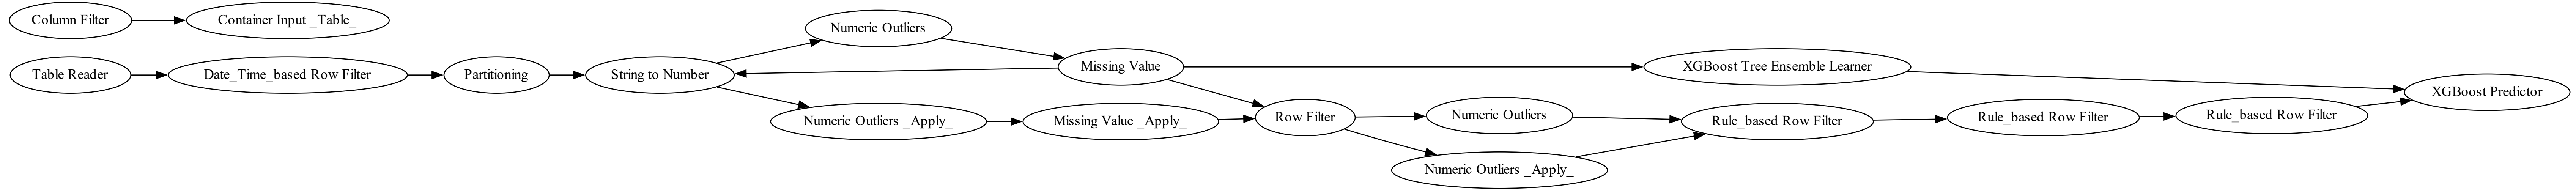 Column Filter
Container Input _Table_
Table Reader
Date_Time_based Row Filter
Partitioning
String to Number
Numeric Outliers
Numeric Outliers _Apply_
Missing Value
Missing Value _Apply_
Row Filter
Numeric Outliers
Numeric Outliers _Apply_
XGBoost Tree Ensemble Learner
Rule_based Row Filter
Rule_based Row Filter
Rule_based Row Filter
XGBoost Predictor